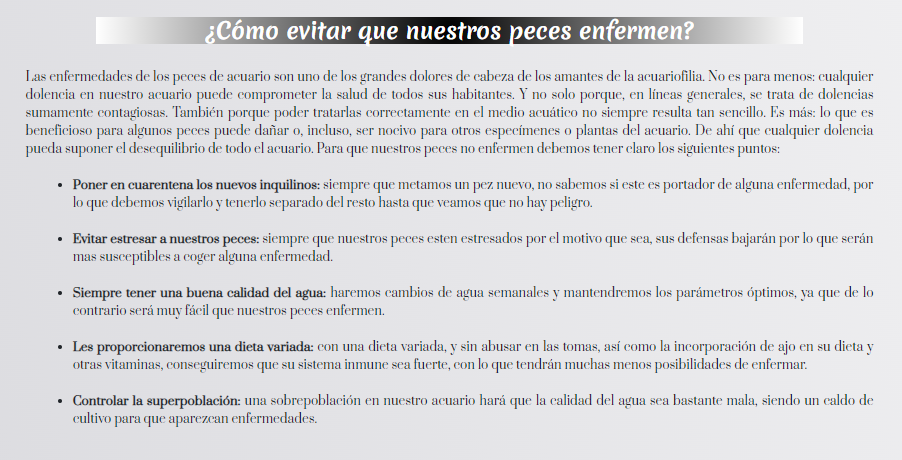 ¿Cómo evitar que nuestros peces enfermen?
Las enfermedades de los peces de acuario son uno de los grandes dolores de cabeza de los amantes de la acuariofilia. No es para menos: cualquier
dolencia en nuestro acuario puede comprometer la salud de todos sus habitantes. Y no solo porque, en líneas generales, se trata de dolencias
sumamente contagiosas. También porque poder tratarlas correctamente en el medio acuático no siempre resulta tan sencillo. Es más: lo que es
beneficioso para algunos peces puede dañar o, incluso, ser nocivo para otros especímenes o plantas del acuario. De ahí que cualquier dolencia
pueda suponer el desequilibrio de todo el acuario. Para que nuestros peces no enfermen debemos tener claro los siguientes puntos:
• Poner en cuarentena los nuevos inquilinos: siempre que metamos un pez nuevo, no sabemos si este es portador de alguna enfermedad, por
lo que debemos vigilarlo y tenerlo separado del resto hasta que veamos que no hay peligro.
• Evitar estresar a nuestros peces: siempre que nuestros peces esten estresados por el motivo que sea, sus defensas bajarán por lo que serán
mas susceptibles a coger alguna enfermedad.
• Siempre tener una buena calidad del agua: haremos cambios de agua semanales y mantendremos los parámetros óptimos, ya que de lo
contrario será muy fácil que nuestros peces enfermen.
• Les proporcionaremos una dieta variada: con una dieta variada, y sin abusar en las tomas, así como la incorporación de ajo en su dieta y
otras vitaminas, conseguiremos que su sistema inmune sea fuerte, con lo que tendrán muchas menos posibilidades de enfermar.
• Controlar la superpoblación: una sobrepoblación en nuestro acuario hará que la calidad del agua sea bastante mala, siendo un caldo de
cultivo para que aparezcan enfermedades.